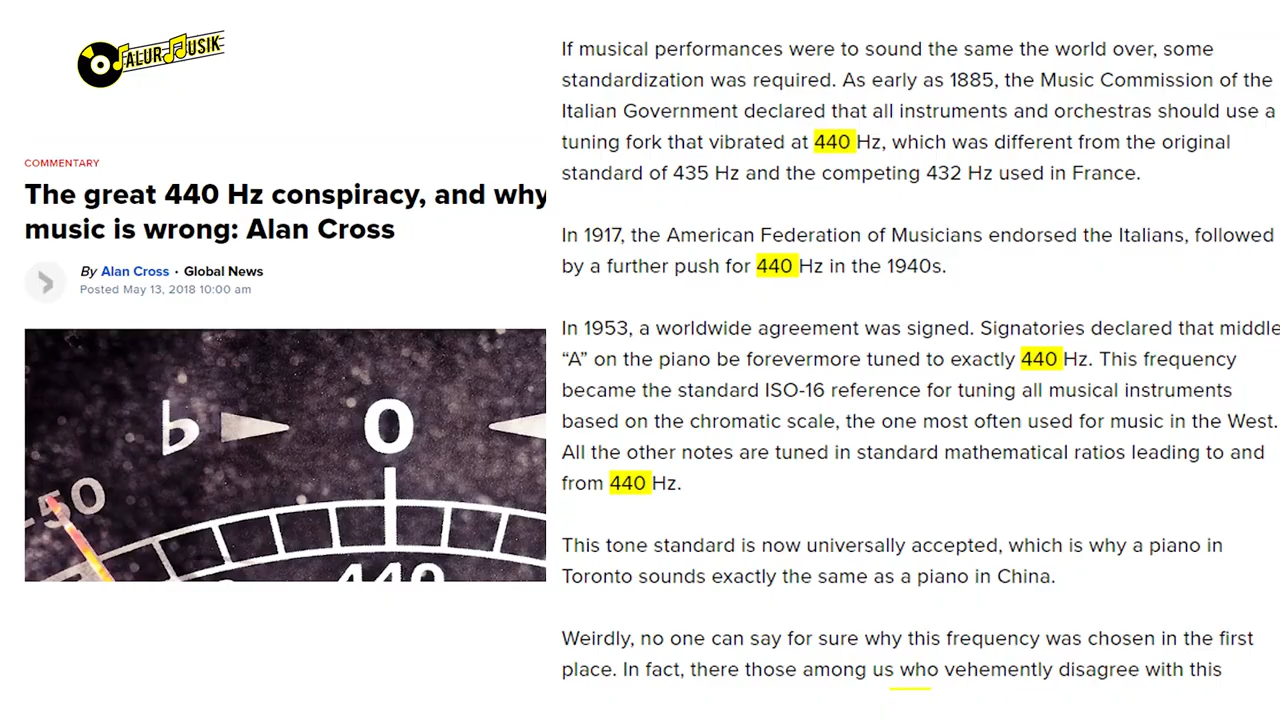 ALUR MUSIK
COMMENTARY
The great 440 Hz conspiracy, and why
music is wrong: Alan Cross
By Alan Cross · Global News
Posted May 13, 2018 10:00 am
♭ 0
-50
440
If musical performances were to sound the same the world over, some
standardization was required. As early as 1885, the Music Commission of the
Italian Government declared that all instruments and orchestras should use a
tuning fork that vibrated at 440 Hz, which was different from the original
standard of 435 Hz and the competing 432 Hz used in France.
In 1917, the American Federation of Musicians endorsed the Italians, followed
by a further push for 440 Hz in the 1940s.
In 1953, a worldwide agreement was signed. Signatories declared that middle
“A” on the piano be forevermore tuned to exactly 440 Hz. This frequency
became the standard ISO-16 reference for tuning all musical instruments
based on the chromatic scale, the one most often used for music in the West.
All the other notes are tuned in standard mathematical ratios leading to and
from 440 Hz.
This tone standard is now universally accepted, which is why a piano in
Toronto sounds exactly the same as a piano in China.
Weirdly, no one can say for sure why this frequency was chosen in the first
place. In fact, there those among us who vehemently disagree with this